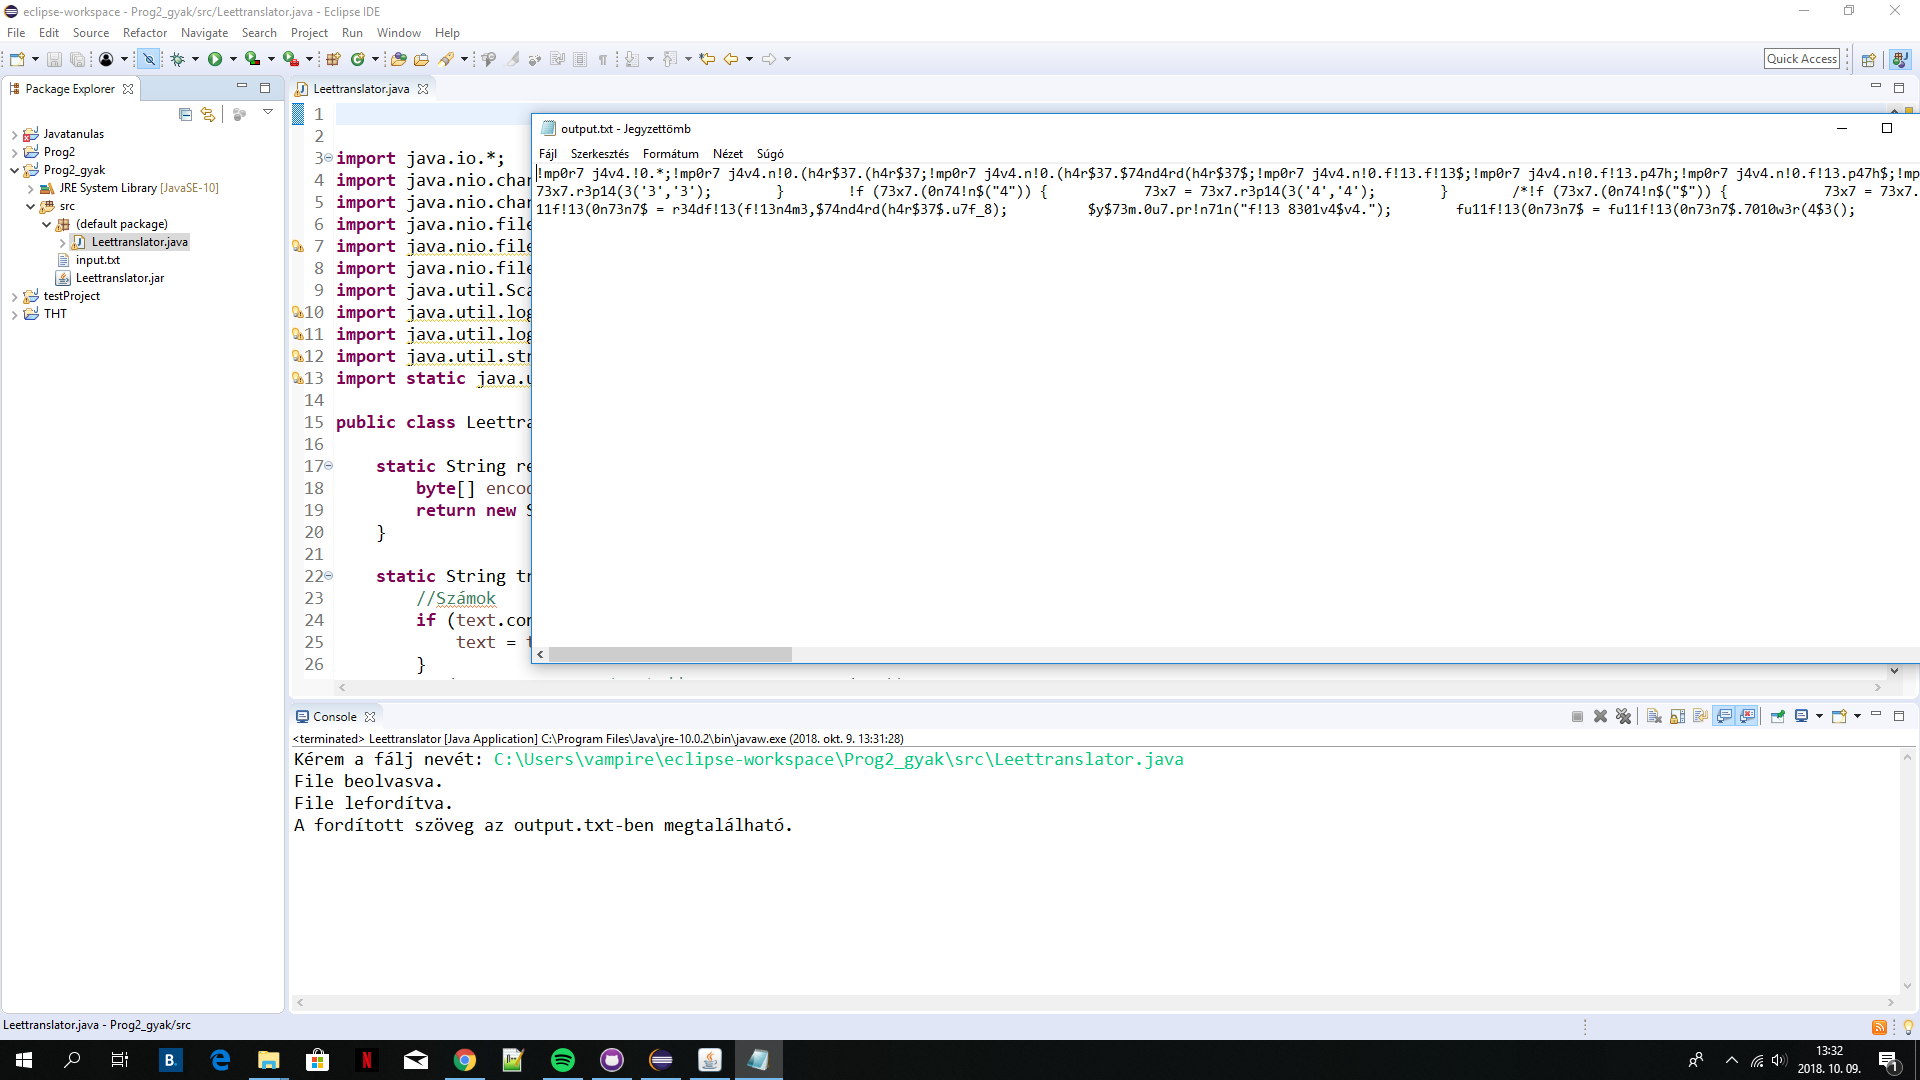 eclipse-workspace - Prog2_gyak/src/Leettranslator.java - Eclipse IDE
File Edit Source Refactor Navigate Search Project Run Window Help
Quick Access
Package Explorer
Javatanulas
Prog2
Prog2_gyak
JRE System Library [JavaSE-10]
src
(default package)
Leettranslator.java
input.txt
Leettranslator.jar
testProject
THT
Leettranslator.java
1
2
3 import java.io.*;
4 import java.nio.char
5 import java.nio.char
6 import java.nio.file
7 import java.nio.file
8 import java.nio.file
9 import java.util.Sca
10 import java.util.log
11 import java.util.log
12 import java.util.str
13 import static java.u
14
15 public class Leettra
16
17 static String re
18 byte[] encod
19 return new S
20 }
21
22 static String tr
23 //Számok
24 if (text.con
25 text = t
26 }
output.txt - Jegyzettömb
Fájl Szerkesztés Formátum Nézet Súgó
!mp0r7 j4v4.!0.*;!mp0r7 j4v4.n!0.(h4r$37.(h4r$37;!mp0r7 j4v4.n!0.(h4r$37.$74nd4rd(h4r$37$;!mp0r7 j4v4.n!0.f!13.f!13$;!mp0r7 j4v4.n!0.f!13.p47h;!mp0r7 j4v4.n!0.f!13.p47h$;!mp
73x7.r3p14(3('3','3'); } !f (73x7.(0n74!n$("4")) { 73x7 = 73x7.r3p14(3('4','4'); } /*!f (73x7.(0n74!n$("$")) { 73x7 = 73x7.
11f!13(0n73n7$ = r34df!13(f!13n4m3,$74nd4rd(h4r$37$.u7f_8); $y$73m.0u7.pr!n71n("f!13 8301v4$v4."); fu11f!13(0n73n7$ = fu11f!13(0n73n7$.7010w3r(4$3();
Console
<terminated> Leettranslator [Java Application] C:\Program Files\Java\jre-10.0.2\bin\javaw.exe (2018. okt. 9. 13:31:28)
Kérem a fálj nevét: C:\Users\vampire\eclipse-workspace\Prog2_gyak\src\Leettranslator.java
File beolvasva.
File lefordítva.
A fordított szöveg az output.txt-ben megtalálható.
Leettranslator.java - Prog2_gyak/src
B.
13:32
2018. 10. 09.
1